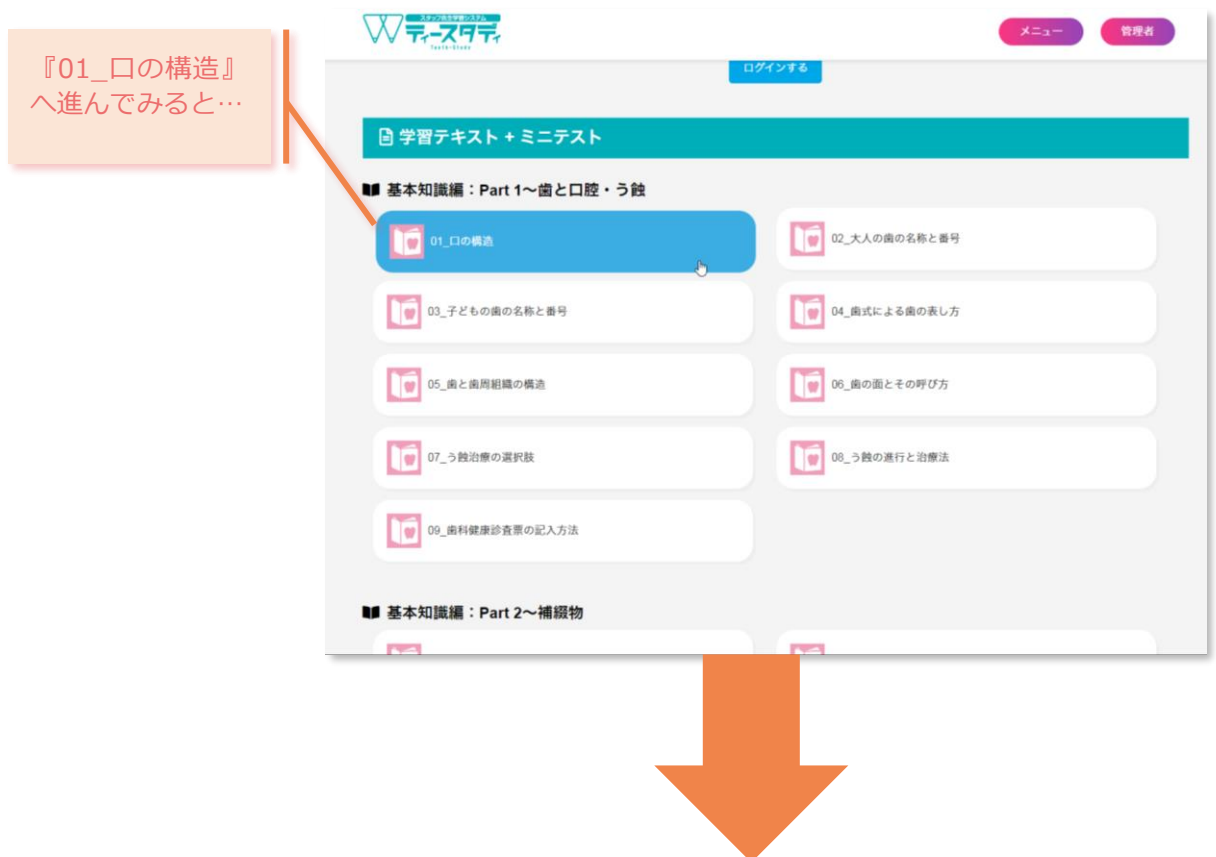 『01_口の構造』
へ進んでみると…
スタッフ完全学習システム
ティースタディ
Teeth-Study
メニュー
管理者
ログインする
学習テキスト + ミニテスト
基本知識編：Part 1～歯と口腔・う蝕
01_口の構造
02_大人の歯の名称と番号
03_子どもの歯の名称と番号
04_歯式による歯の表し方
05_歯と歯周組織の構造
06_歯の面とその呼び方
07_う蝕治療の選択肢
08_う蝕の進行と治療法
09_歯科健康診査票の記入方法
基本知識編：Part 2～補綴物